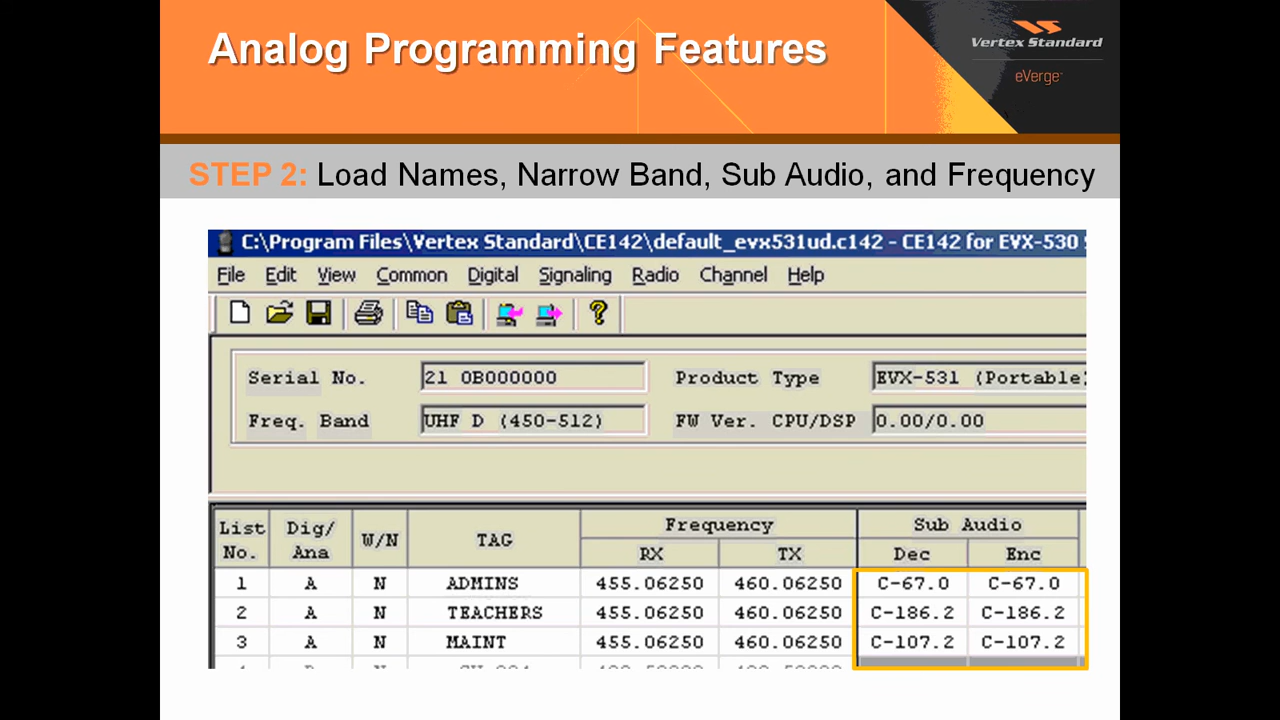 Analog Programming Features
Vertex Standard
eVerge
STEP 2: Load Names, Narrow Band, Sub Audio, and Frequency
C:\Program Files\Vertex Standard\CE142\default_evx531ud.c142 - CE142 for EVX-530
File Edit View Common Digital Signaling Radio Channel Help
Serial No. 21 0B000000 Product Type EVX-531 (Portable)
Freq. Band UHF D (450-512) FW Ver. CPU/DSP 0.00/0.00
List No. Dig/Ana W/N TAG Frequency Sub Audio
RX TX Dec Enc
1 A N ADMINS 455.06250 460.06250 C-67.0 C-67.0
2 A N TEACHERS 455.06250 460.06250 C-186.2 C-186.2
3 A N MAINT 455.06250 460.06250 C-107.2 C-107.2